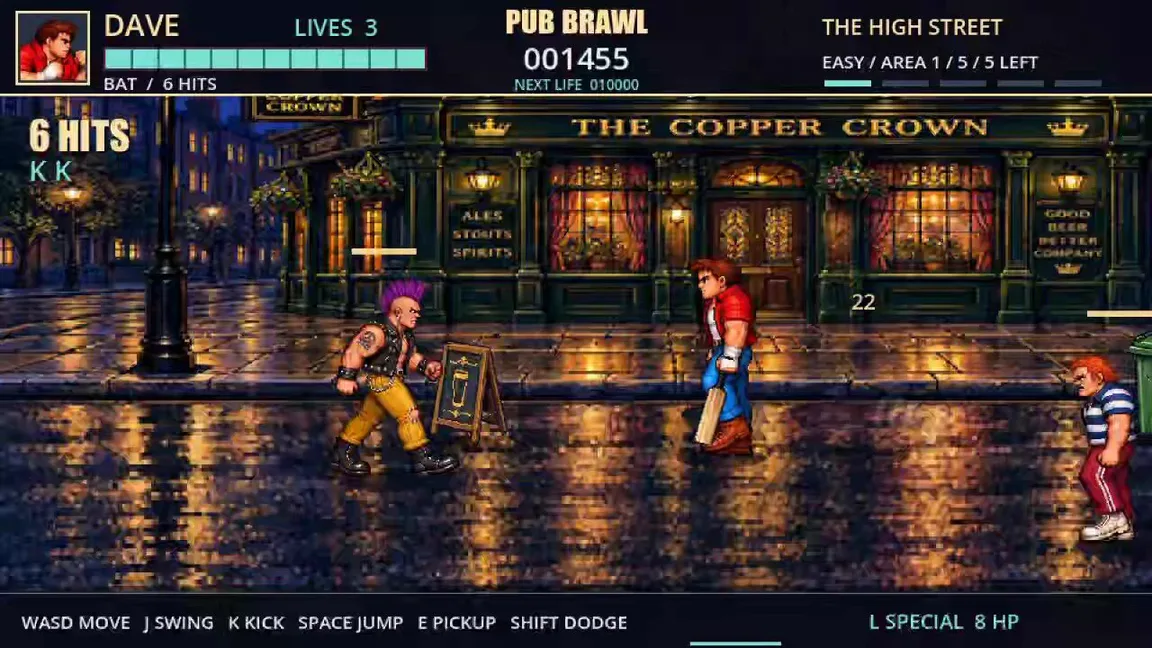 DAVE
LIVES 3
BAT / 6 HITS
PUB BRAWL
001455
NEXT LIFE 010000
THE HIGH STREET
EASY / AREA 1 / 5 / 5 LEFT
6 HITS
K K
COPPER
CROWN
THE COPPER CROWN
ALES
STOUTS
SPIRITS
GOOD
BEER
BETTER
COMPANY
22
WASD MOVE J SWING K KICK SPACE JUMP E PICKUP SHIFT DODGE
L SPECIAL 8 HP